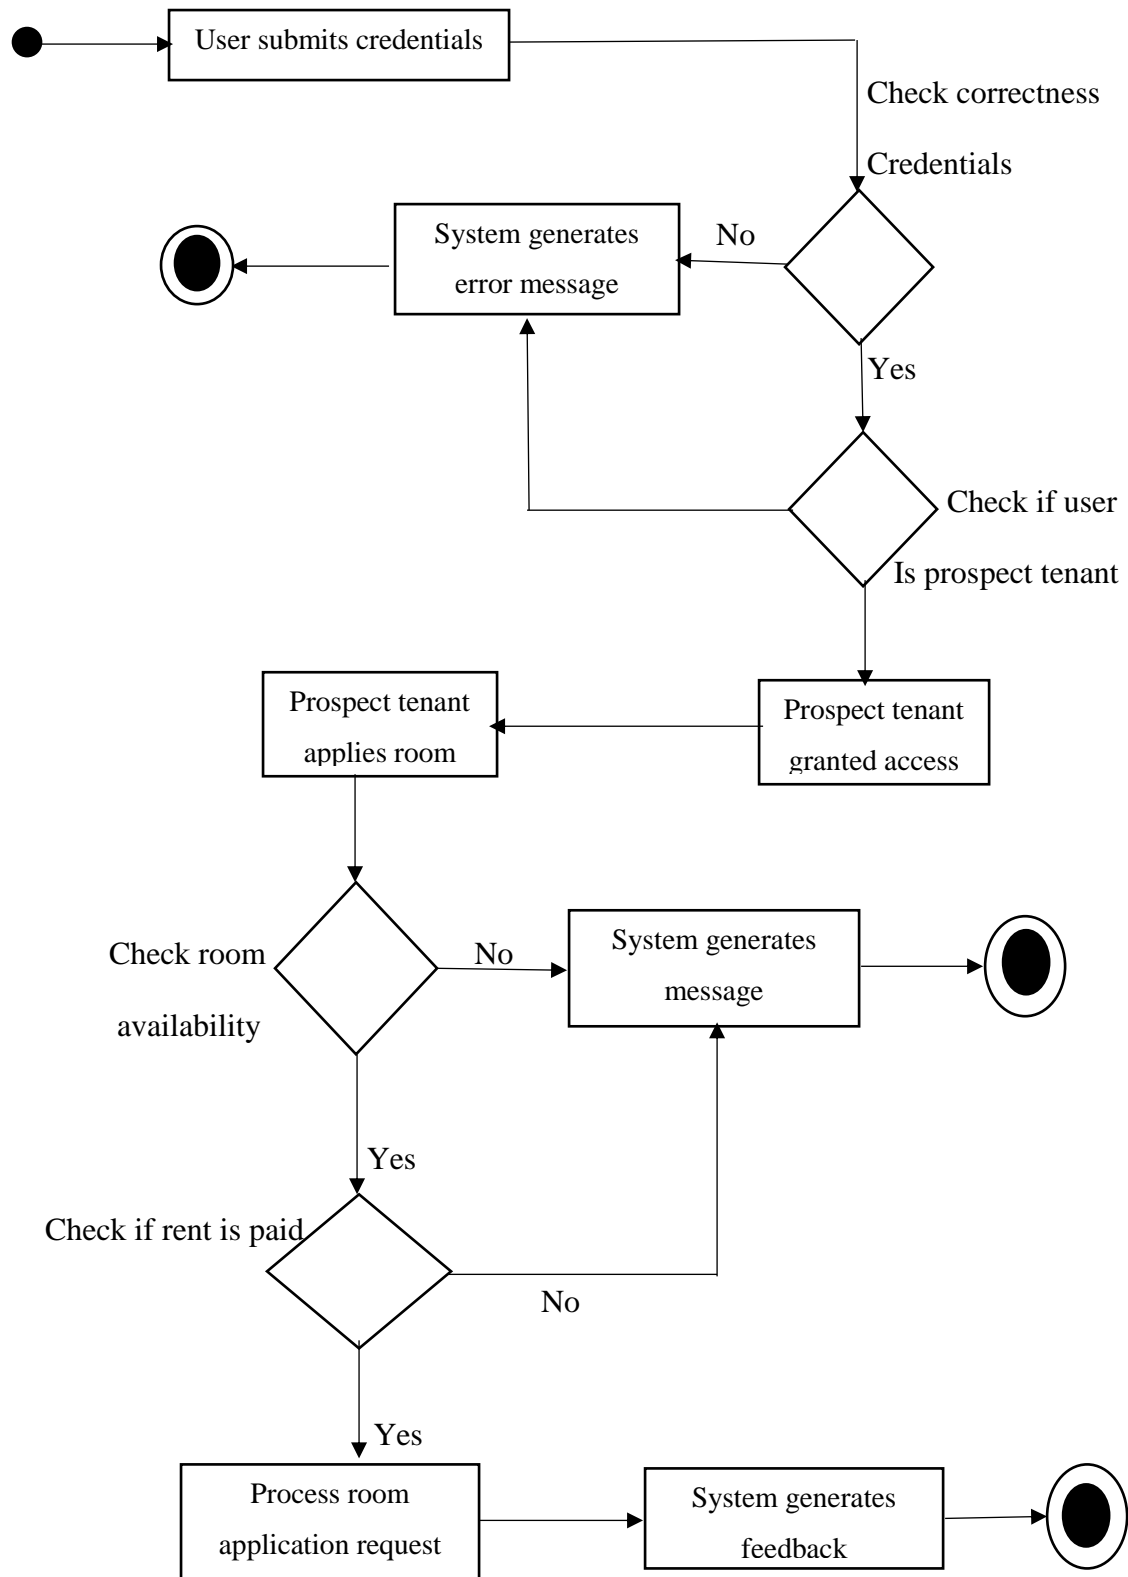 User submits credentials
Check correctness
Credentials
System generates
error message
No
Yes
Check if user
Is prospect tenant
Prospect tenant
applies room
Prospect tenant
granted access
Check room
availability
No
System generates
message
Yes
Check if rent is paid
No
Yes
Process room
application request
System generates
feedback